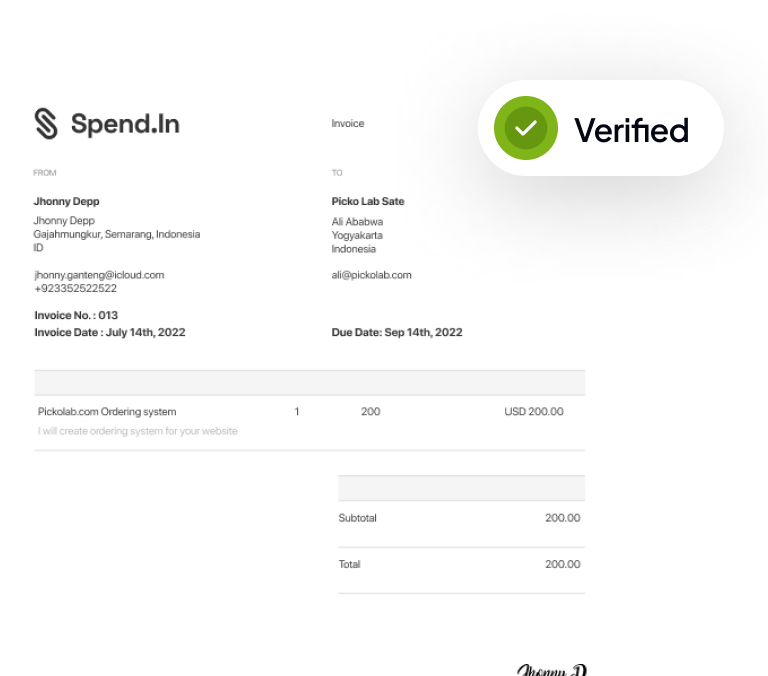 Spend.In
Invoice
Verified
FROM
Jhonny Depp
Jhonny Depp
Gajahmungkur, Semarang, Indonesia
ID
jhonny.ganteng@icloud.com
+923352522522
Invoice No. : 013
Invoice Date : July 14th, 2022
TO
Picko Lab Sate
Ali Ababwa
Yogyakarta
Indonesia
ali@pickolab.com
Due Date: Sep 14th, 2022
Pickolab.com Ordering system 1 200 USD 200.00
I will create ordering system for your website
Subtotal 200.00
Total 200.00
Jhonny D